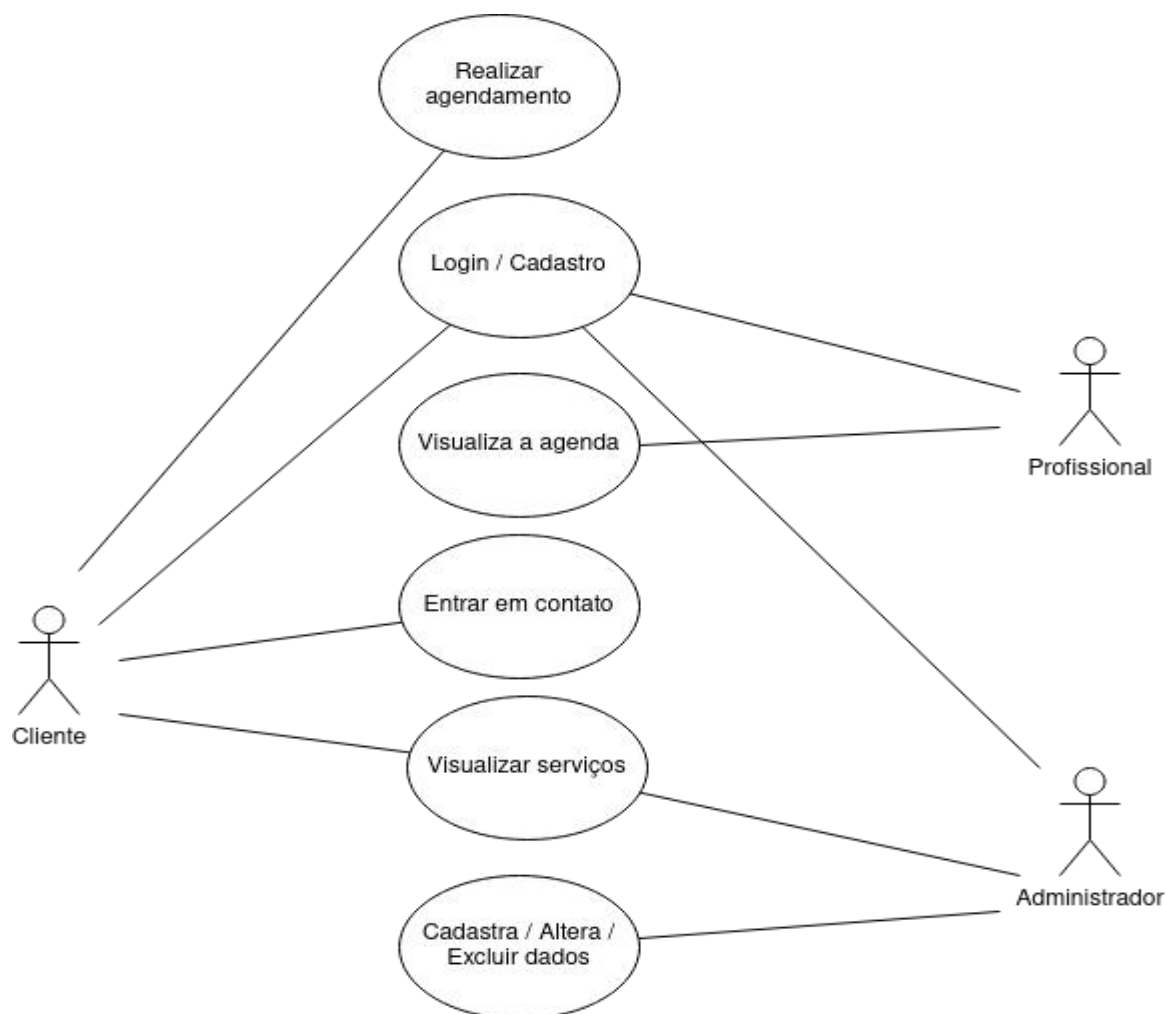 Realizar
agendamento
Login / Cadastro
Visualiza a agenda
Profissional
Entrar em contato
Cliente
Visualizar serviços
Administrador
Cadastra / Altera /
Excluir dados